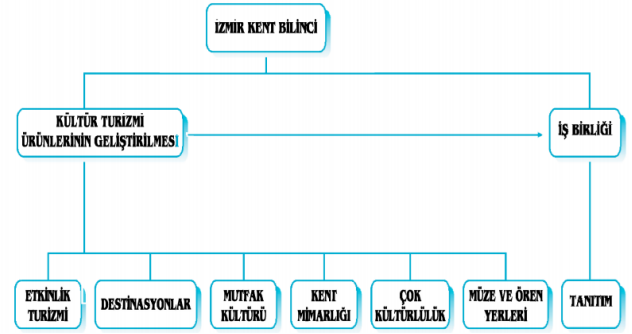 İZMİR KENT BİLİNCİ
KÜLTÜR TURİZMİ
ÜRÜNLERİNİN GELİŞTİRİLMESİ
İŞ BİRLİĞİ
ETKİNLİK
TURİZMİ
DESTİNASYONLAR
MUTFAK
KÜLTÜRÜ
KENT
MİMARLIĞI
ÇOK
KÜLTÜRLÜLÜK
MÜZE VE ÖREN
YERLERİ
TANITIM